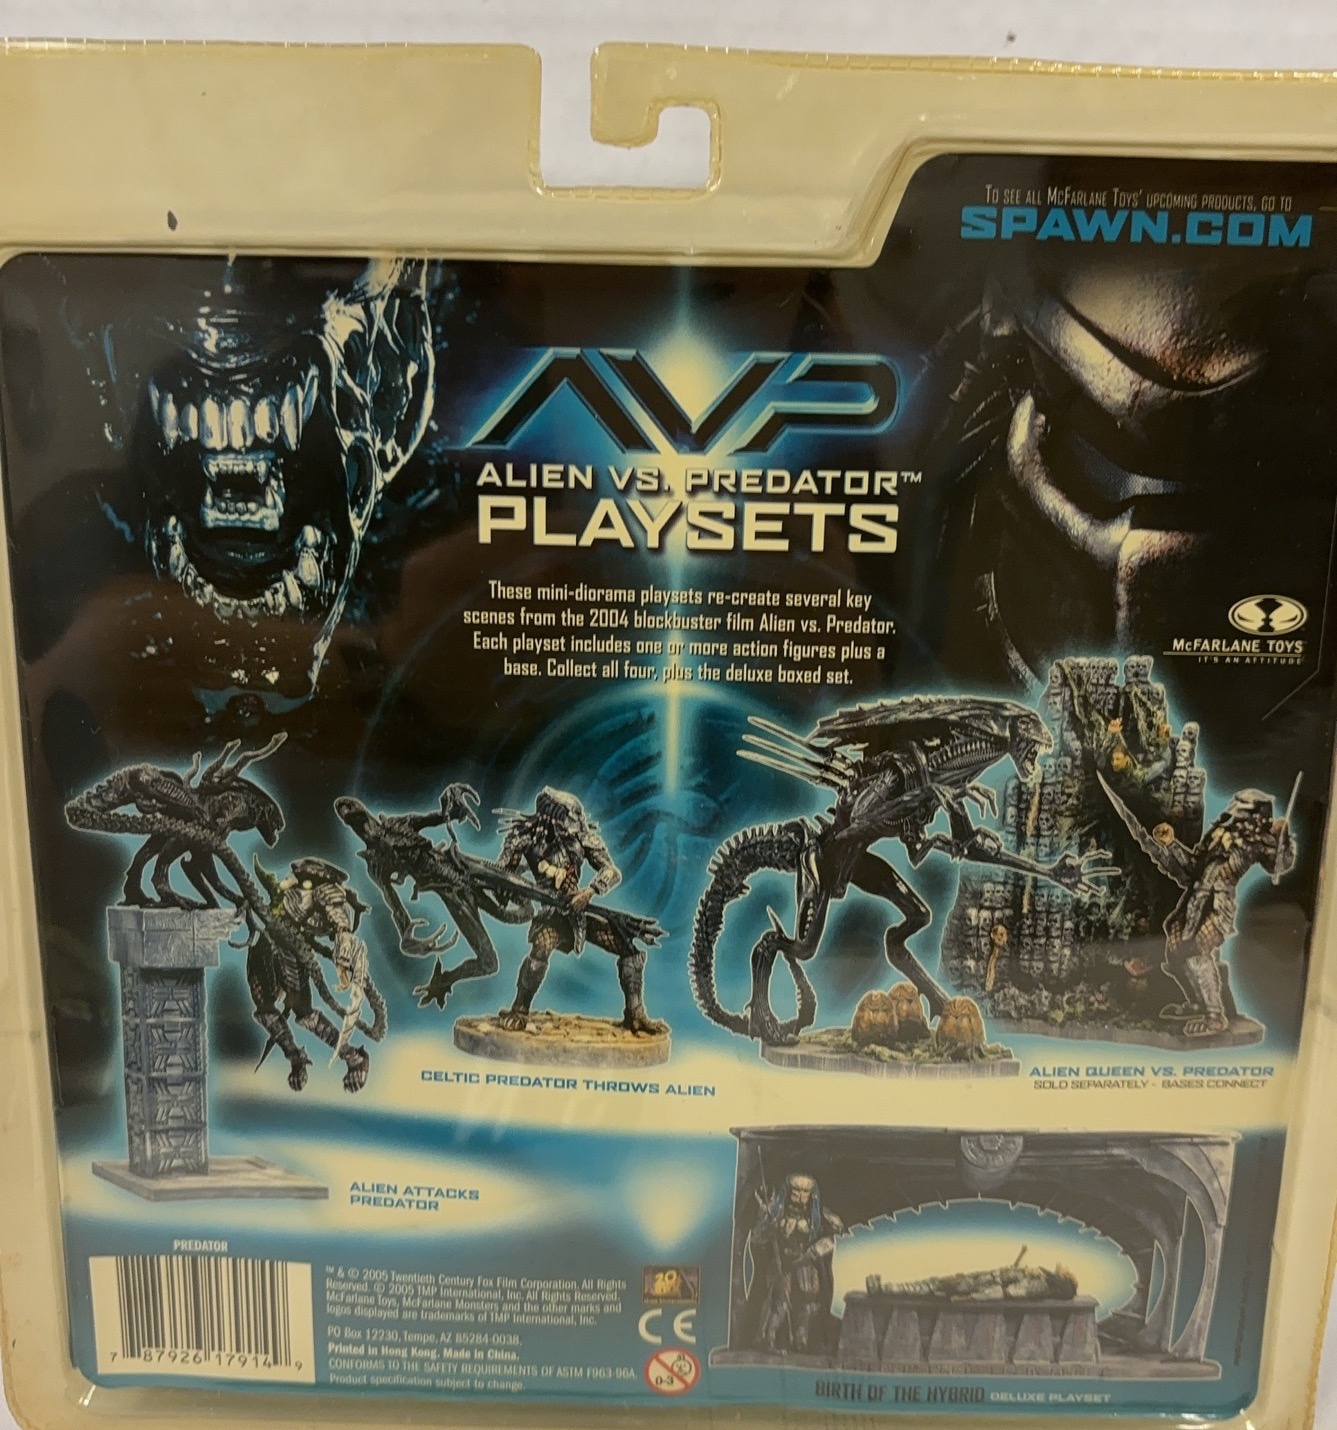 TO SEE ALL MCFARLANE TOYS' UPCOMING PRODUCTS, GO TO
SPAWN.COM
AVP
ALIEN VS. PREDATOR™
PLAYSETS
These mini-diorama playsets re-create several key
scenes from the 2004 blockbuster film Alien vs. Predator.
Each playset includes one or more action figures plus a
base. Collect all four, plus the deluxe boxed set.
MCFARLANE TOYS
IT'S AN ATTITUDE
CELTIC PREDATOR THROWS ALIEN
ALIEN QUEEN VS. PREDATOR
SOLD SEPARATELY - BASES CONNECT
ALIEN ATTACKS
PREDATOR
PREDATOR
7 87926 17914 9
™ & © 2005 Twentieth Century Fox Film Corporation. All Rights
Reserved. © 2005 TMP International, Inc. All Rights Reserved.
McFarlane Toys, McFarlane Monsters and the other marks and
logos displayed are trademarks of TMP International, Inc.
PO Box 12230, Tempe, AZ 85284-0038.
Printed in Hong Kong. Made in China.
CONFORMS TO THE SAFETY REQUIREMENTS OF ASTM F963-96A.
Product specification subject to change.
20
CE
0-3
BIRTH OF THE HYBRID DELUXE PLAYSET